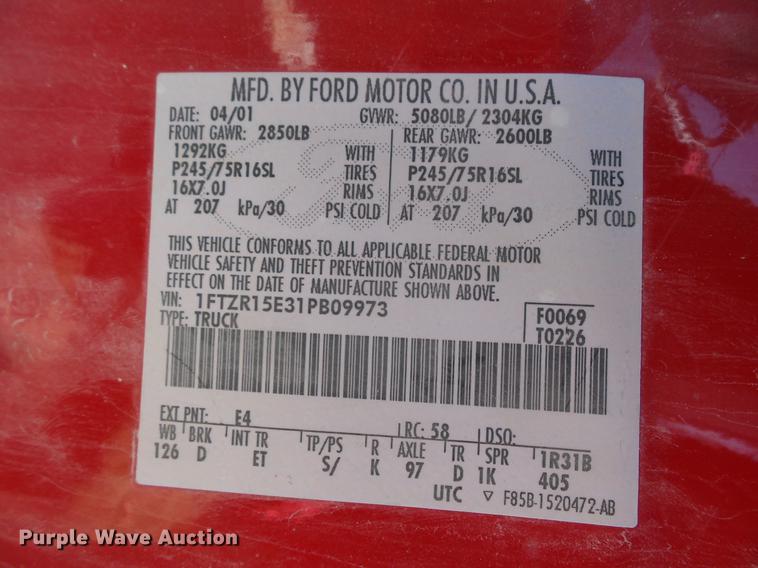 MFD. BY FORD MOTOR CO. IN U.S.A.
DATE: 04/01 GVWR: 5080LB/ 2304KG
FRONT GAWR: 2850LB REAR GAWR: 2600LB
1292KG WITH 1179KG WITH
P245/75R16SL TIRES P245/75R16SL TIRES
16X7.0J RIMS 16X7.0J RIMS
AT 207 kPa/30 PSI COLD AT 207 kPa/30 PSI COLD
THIS VEHICLE CONFORMS TO ALL APPLICABLE FEDERAL MOTOR
VEHICLE SAFETY AND THEFT PREVENTION STANDARDS IN
EFFECT ON THE DATE OF MANUFACTURE SHOWN ABOVE.
VIN: 1FTZR15E31PB09973 F0069
TYPE: TRUCK T0226
EXT PNT: E4 RC: 58 DSO:
WB BRK INT TR TP/PS R AXLE TR SPR 1R31B
126 D ET S/ K 97 D 1K 405
UTC ▽ F85B-1520472-AB
Purple Wave Auction